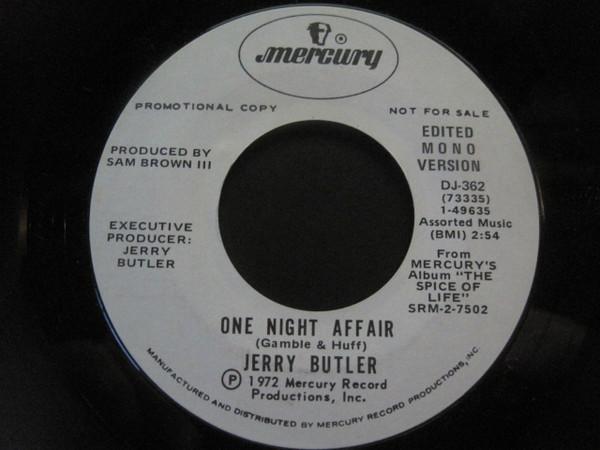 mercury
PROMOTIONAL COPY
NOT FOR SALE
PRODUCED BY
SAM BROWN III
EXECUTIVE
PRODUCER:
JERRY
BUTLER
EDITED
MONO
VERSION
DJ-362
(73335)
1-49635
Assorted Music
(BMI) 2:54
From
MERCURY'S
Album "THE
SPICE OF
LIFE"
SRM-2-7502
ONE NIGHT AFFAIR
(Gamble & Huff)
JERRY BUTLER
Ⓟ 1972 Mercury Record
Productions, Inc.
MANUFACTURED AND DISTRIBUTED BY MERCURY RECORD PRODUCTIONS, INC.